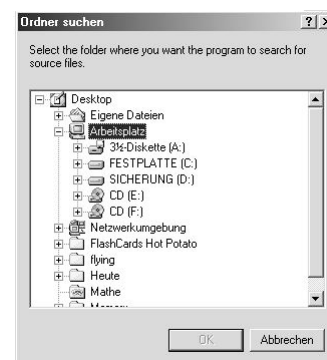 Ordner suchen
Select the folder where you want the program to search for
source files.
Desktop
Eigene Dateien
Arbeitsplatz
3½-Diskette (A:)
FESTPLATTE (C:)
SICHERUNG (D:)
CD (E:)
CD (F:)
Netzwerkumgebung
FlashCards Hot Potato
flying
Heute
Mathe
OK Abbrechen